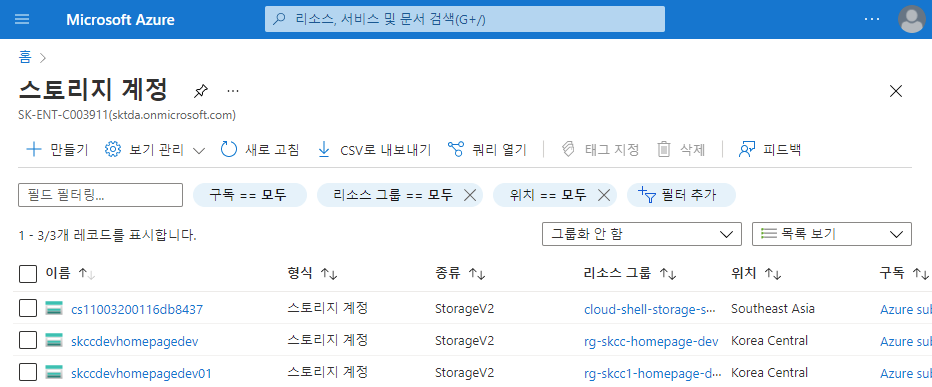 Microsoft Azure
리소스, 서비스 및 문서 검색(G+/)
홈
스토리지 계정
SK-ENT-C003911(sktda.onmicrosoft.com)
만들기 보기 관리 새로 고침 CSV로 내보내기 쿼리 열기 태그 지정 삭제 피드백
필드 필터링... 구독 == 모두 리소스 그룹 == 모두 위치 == 모두 필터 추가
1 - 3/3개 레코드를 표시합니다. 그룹화 안 함 목록 보기
이름 형식 종류 리소스 그룹 위치 구독
cs11003200116db8437 스토리지 계정 StorageV2 cloud-shell-storage-s... Southeast Asia Azure sub
skccdevhomepagedev 스토리지 계정 StorageV2 rg-skcc-homepage-dev Korea Central Azure sub
skccdevhomepagedev01 스토리지 계정 StorageV2 rg-skcc1-homepage-d... Korea Central Azure sub